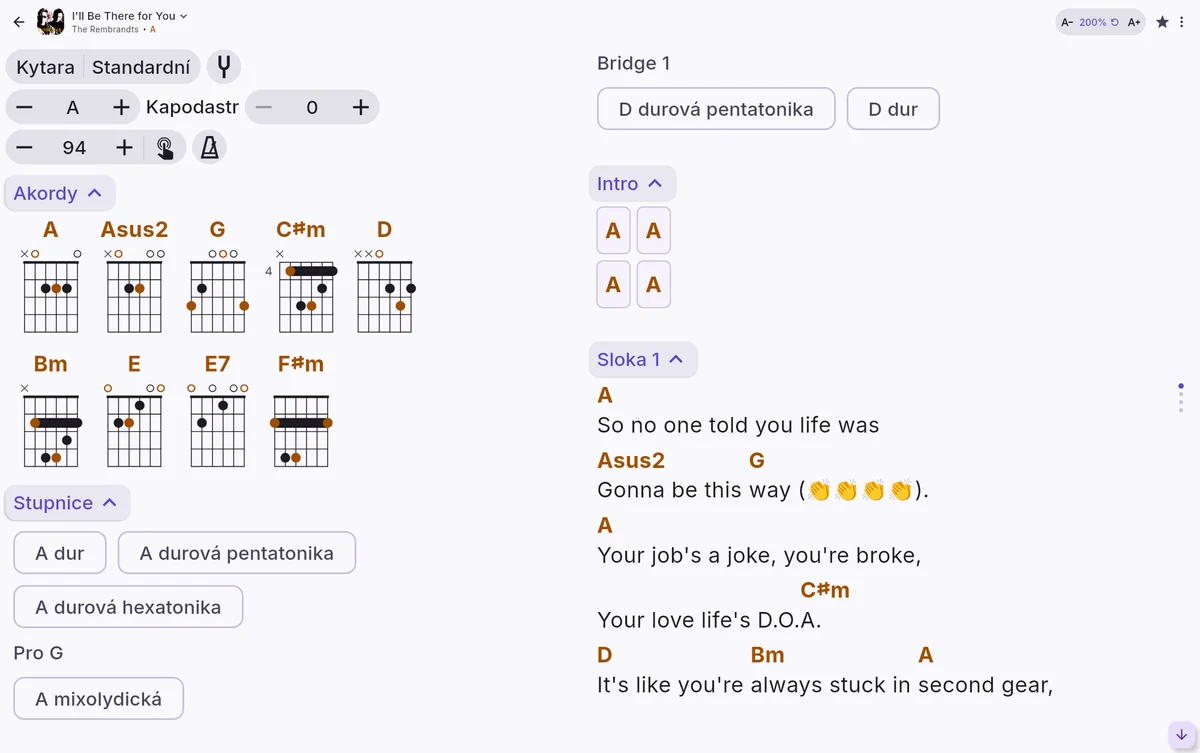 I'll Be There for You
The Rembrandts • A
A- 200% A+
Kytara Standardní
A Kapodastr 0
94
Akordy
A Asus2 G C♯m D
4
Bm E E7 F♯m
Stupnice
A dur A durová pentatonika
A durová hexatonika
Pro G
A mixolydická
Bridge 1
D durová pentatonika D dur
Intro
A A
A A
Sloka 1
A
So no one told you life was
Asus2 G
Gonna be this way (👏👏👏👏).
A
Your job's a joke, you're broke,
C♯m
Your love life's D.O.A.
D Bm A
It's like you're always stuck in second gear,